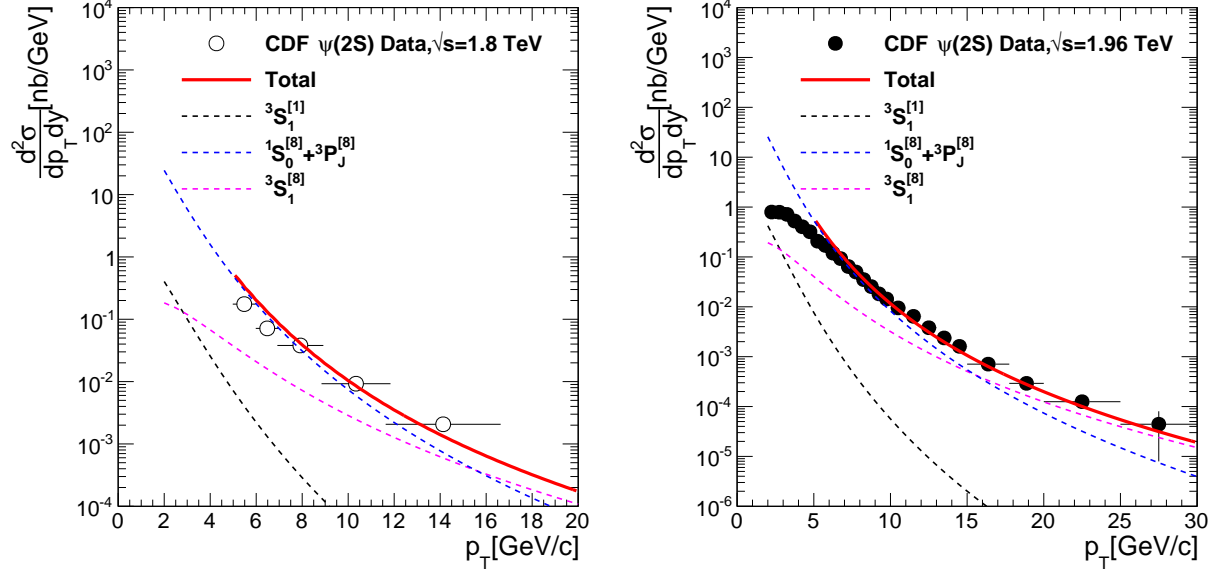 d²σ/dp_T dy [nb/GeV]
10⁴
10³
10²
10
1
10⁻¹
10⁻²
10⁻³
10⁻⁴
CDF ψ(2S) Data,√s=1.8 TeV
Total
³S₁^[1]
¹S₀^[8]+³P_J^[8]
³S₁^[8]
0 2 4 6 8 10 12 14 16 18 20
p_T[GeV/c]
d²σ/dp_T dy [nb/GeV]
10⁴
10³
10²
10
1
10⁻¹
10⁻²
10⁻³
10⁻⁴
10⁻⁵
10⁻⁶
CDF ψ(2S) Data,√s=1.96 TeV
Total
³S₁^[1]
¹S₀^[8]+³P_J^[8]
³S₁^[8]
0 5 10 15 20 25 30
p_T[GeV/c]